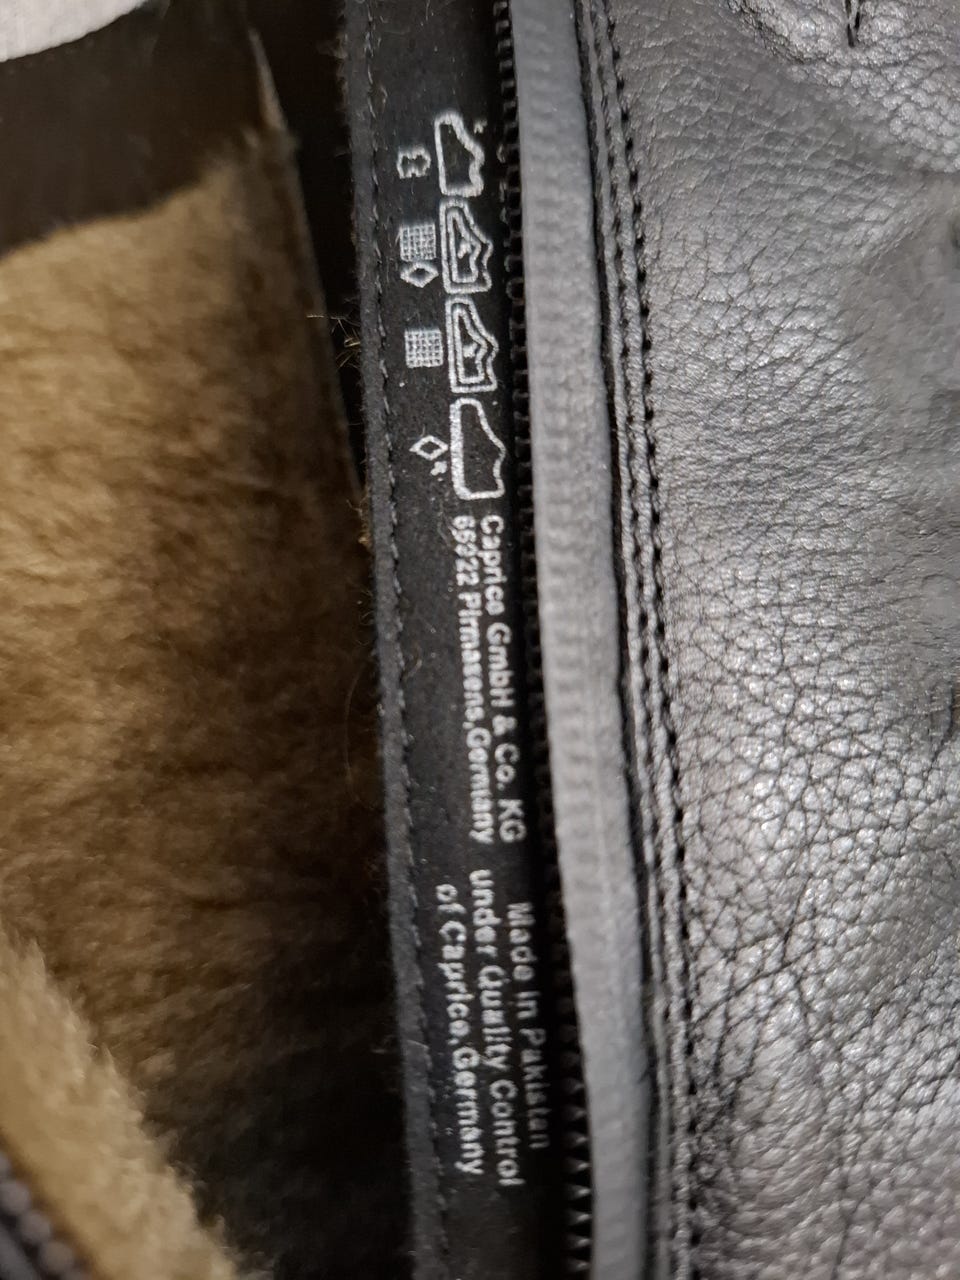 Caprice GmbH & Co. KG
66922 Pirmasens, Germany
Made in Pakistan
under Quality Control
of Caprice, Germany